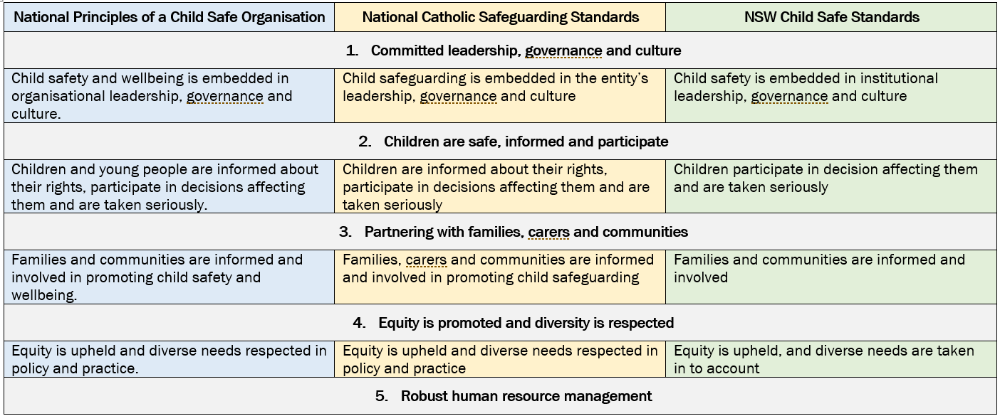 National Principles of a Child Safe Organisation
National Catholic Safeguarding Standards
NSW Child Safe Standards
1. Committed leadership, governance and culture
Child safety and wellbeing is embedded in
organisational leadership, governance and
culture.
Child safeguarding is embedded in the entity’s
leadership, governance and culture
Child safety is embedded in institutional
leadership, governance and culture
2. Children are safe, informed and participate
Children and young people are informed about
their rights, participate in decisions affecting
them and are taken seriously.
Children are informed about their rights,
participate in decisions affecting them and are
taken seriously
Children participate in decision affecting them
and are taken seriously
3. Partnering with families, carers and communities
Families and communities are informed and
involved in promoting child safety and
wellbeing.
Families, carers and communities are informed
and involved in promoting child safeguarding
Families and communities are informed and
involved
4. Equity is promoted and diversity is respected
Equity is upheld and diverse needs respected in
policy and practice.
Equity is upheld and diverse needs respected in
policy and practice
Equity is upheld, and diverse needs are taken
in to account
5. Robust human resource management